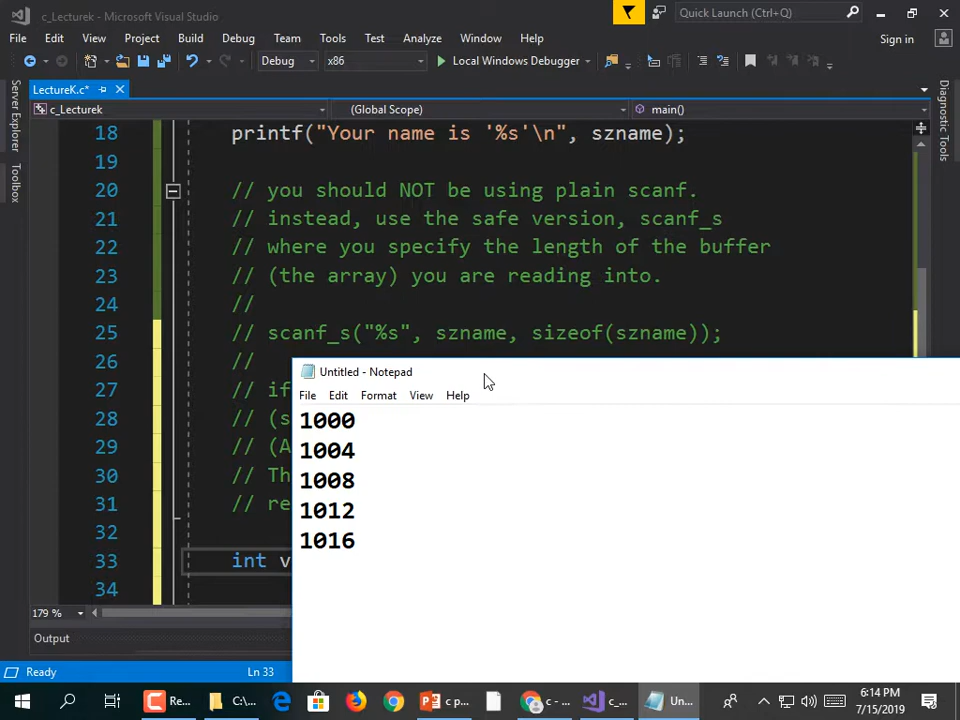 c_Lecturek - Microsoft Visual Studio
Quick Launch (Ctrl+Q)
File Edit View Project Build Debug Team Tools Test Analyze Window Help
Sign in
Debug x86 Local Windows Debugger
LectureK.c*
c_Lecturek (Global Scope) main()
Server Explorer
Toolbox
Diagnostic Tools
18 printf("Your name is '%s'\n", szname);
19
20 // you should NOT be using plain scanf.
21 // instead, use the safe version, scanf_s
22 // where you specify the length of the buffer
23 // (the array) you are reading into.
24 //
25 // scanf_s("%s", szname, sizeof(szname));
26 //
27 // if
28 // (s
29 // (A
30 // Th
31 // re
32
33 int v
34
179 %
Output
Ready Ln 33
Untitled - Notepad
File Edit Format View Help
1000
1004
1008
1012
1016
Re... C:\... c p... c - ... c_... Un...
6:14 PM
7/15/2019